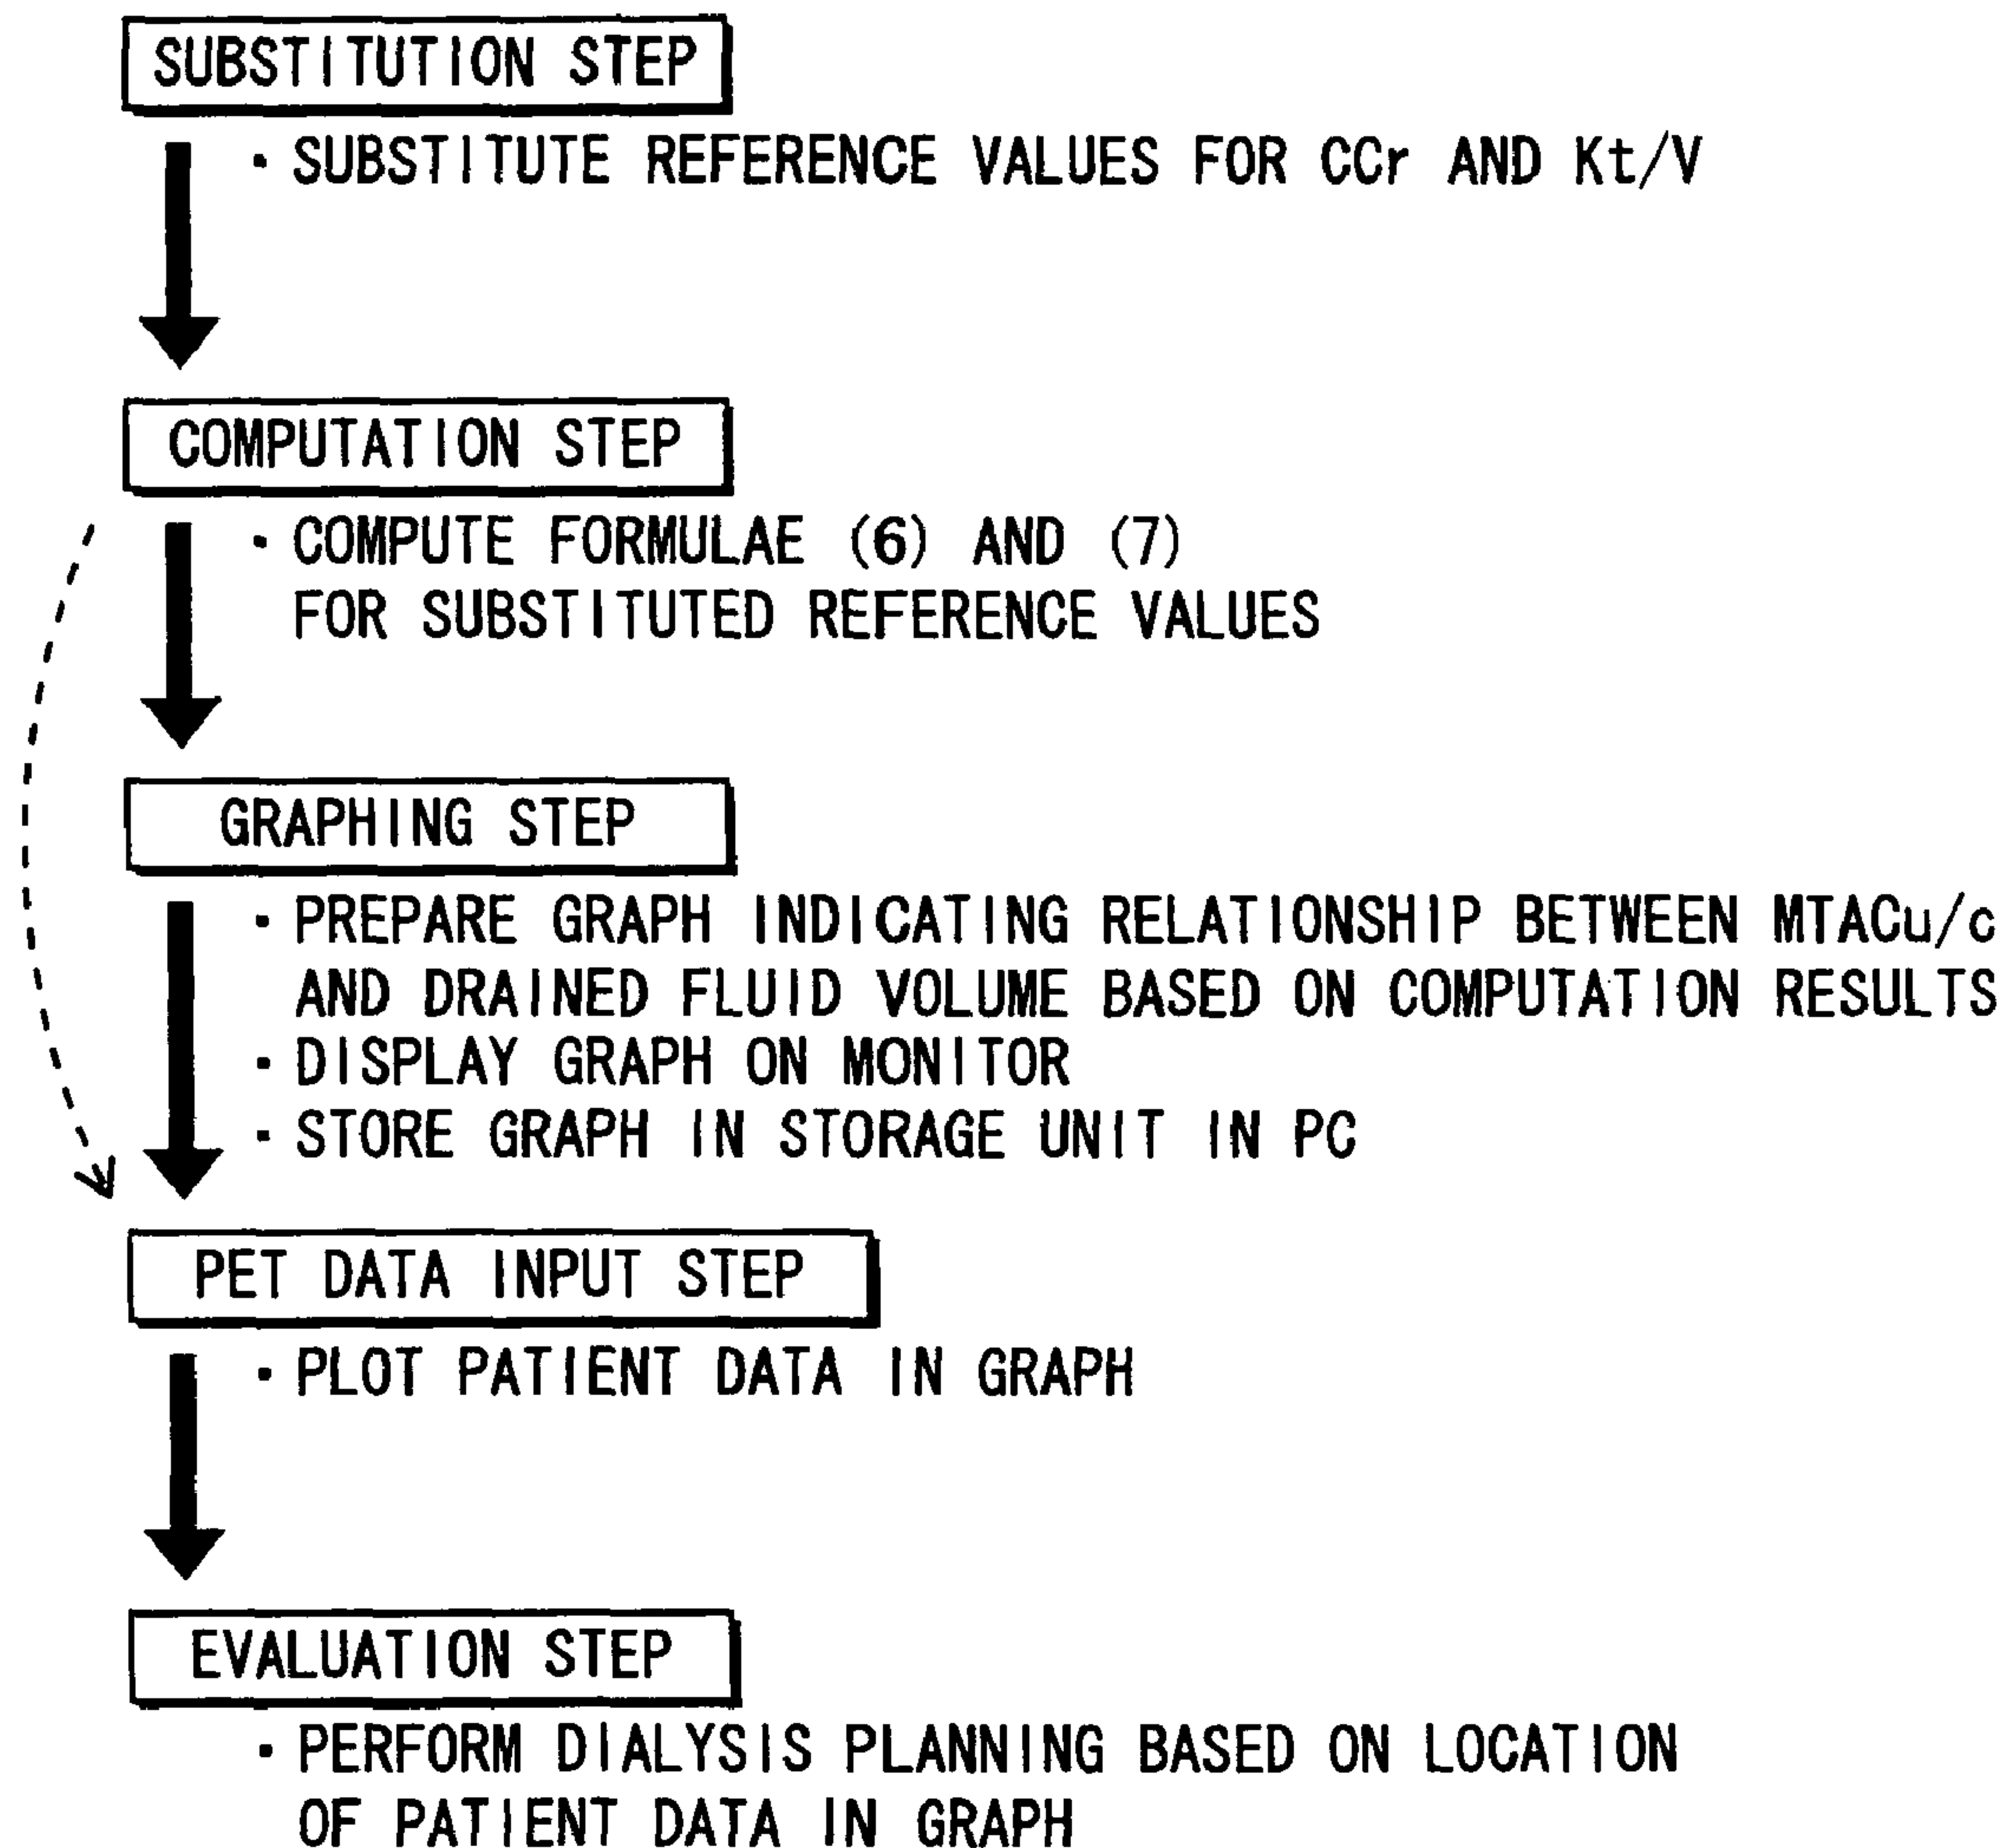 SUBSTITUTION STEP
· SUBSTITUTE REFERENCE VALUES FOR CCr AND Kt/V
COMPUTATION STEP
· COMPUTE FORMULAE (6) AND (7)
FOR SUBSTITUTED REFERENCE VALUES
GRAPHING STEP
· PREPARE GRAPH INDICATING RELATIONSHIP BETWEEN MTACu/c
AND DRAINED FLUID VOLUME BASED ON COMPUTATION RESULTS
· DISPLAY GRAPH ON MONITOR
· STORE GRAPH IN STORAGE UNIT IN PC
PET DATA INPUT STEP
· PLOT PATIENT DATA IN GRAPH
EVALUATION STEP
· PERFORM DIALYSIS PLANNING BASED ON LOCATION
OF PATIENT DATA IN GRAPH